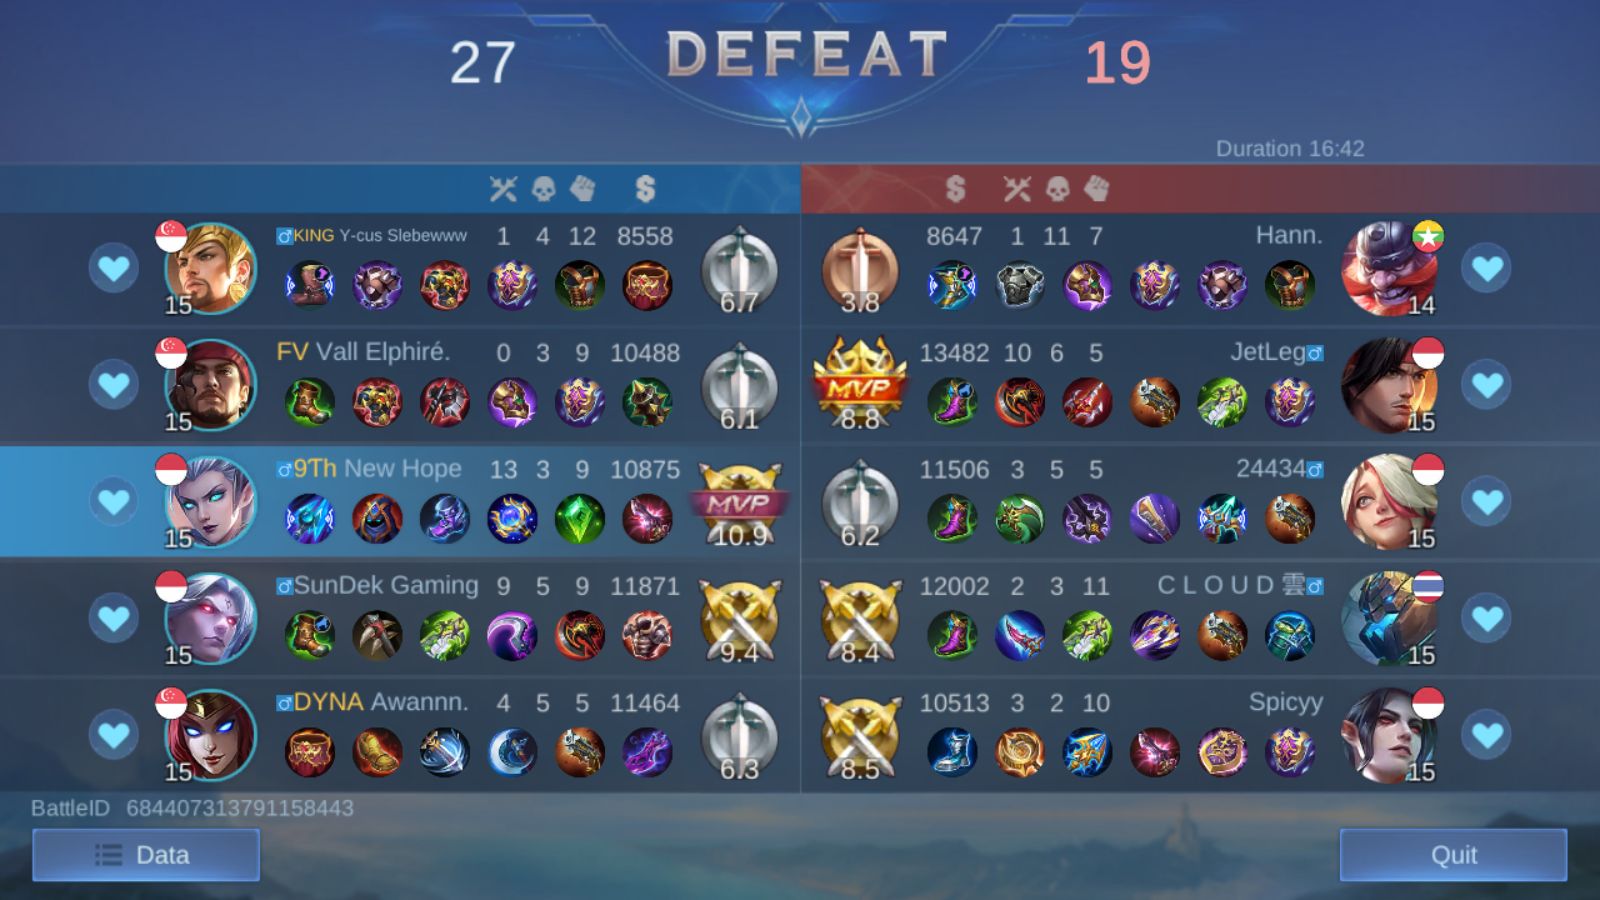 27 DEFEAT 19
Duration 16:42
KING Y-cus Slebewww 1 4 12 8558
15 6.7
3.8 8647 1 11 7 Hann.
14
FV Vall Elphiré. 0 3 9 10488
15 6.1
MVP 13482 10 6 5 JetLeg
8.8 15
9Th New Hope 13 3 9 10875
MVP
15 10.9
11506 3 5 5 24434
6.2 15
SunDek Gaming 9 5 9 11871
15 9.4
12002 2 3 11 C L O U D 雲
8.4 15
DYNA Awannn. 4 5 5 11464
15 6.3
10513 3 2 10 Spicyy
8.5 15
BattleID 684407313791158443
Data
Quit